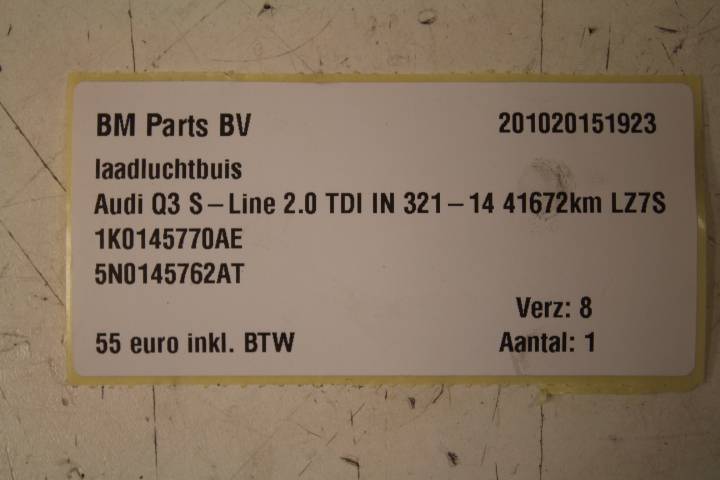 BM Parts BV 201020151923
laadluchtbuis
Audi Q3 S-Line 2.0 TDI IN 321-14 41672km LZ7S
1K0145770AE
5N0145762AT
Verz: 8
55 euro inkl. BTW Aantal: 1